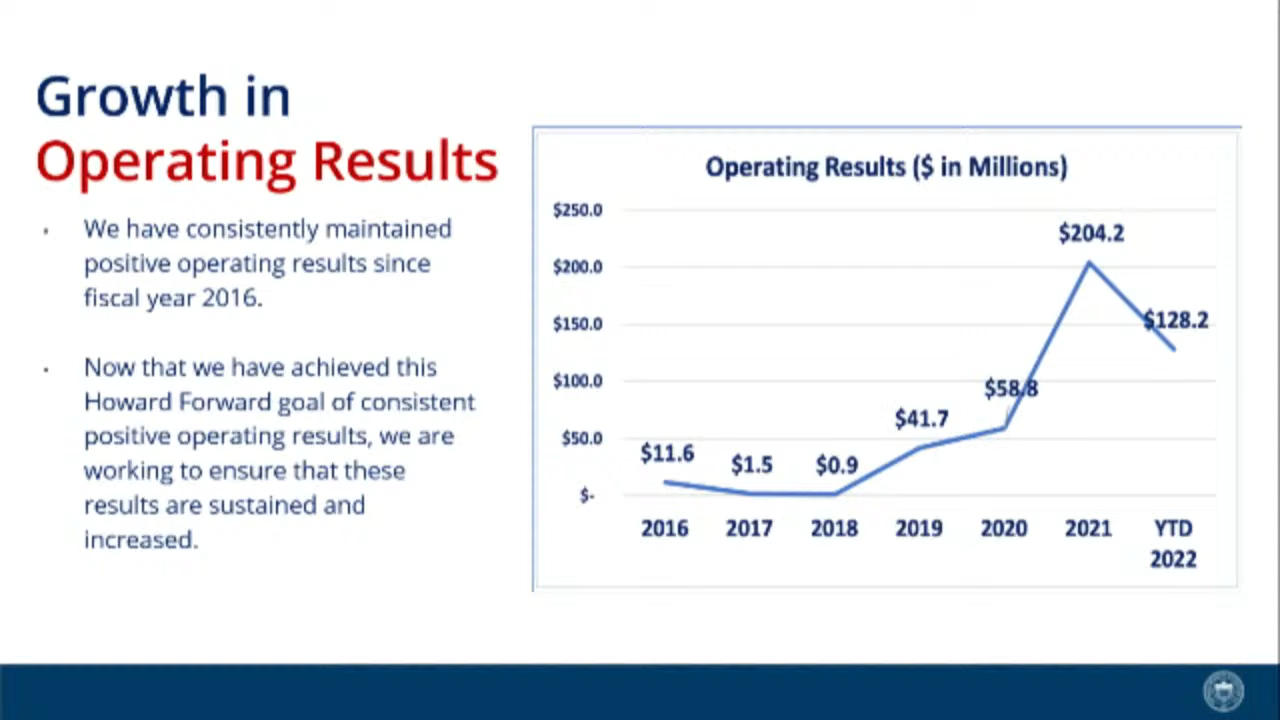 Growth in
Operating Results
We have consistently maintained
positive operating results since
fiscal year 2016.
Now that we have achieved this
Howard Forward goal of consistent
positive operating results, we are
working to ensure that these
results are sustained and
increased.
Operating Results ($ in Millions)
$250.0
$200.0
$150.0
$100.0
$50.0
$-
$11.6
$1.5
$0.9
$41.7
$58.8
$204.2
$128.2
2016 2017 2018 2019 2020 2021 YTD
2022